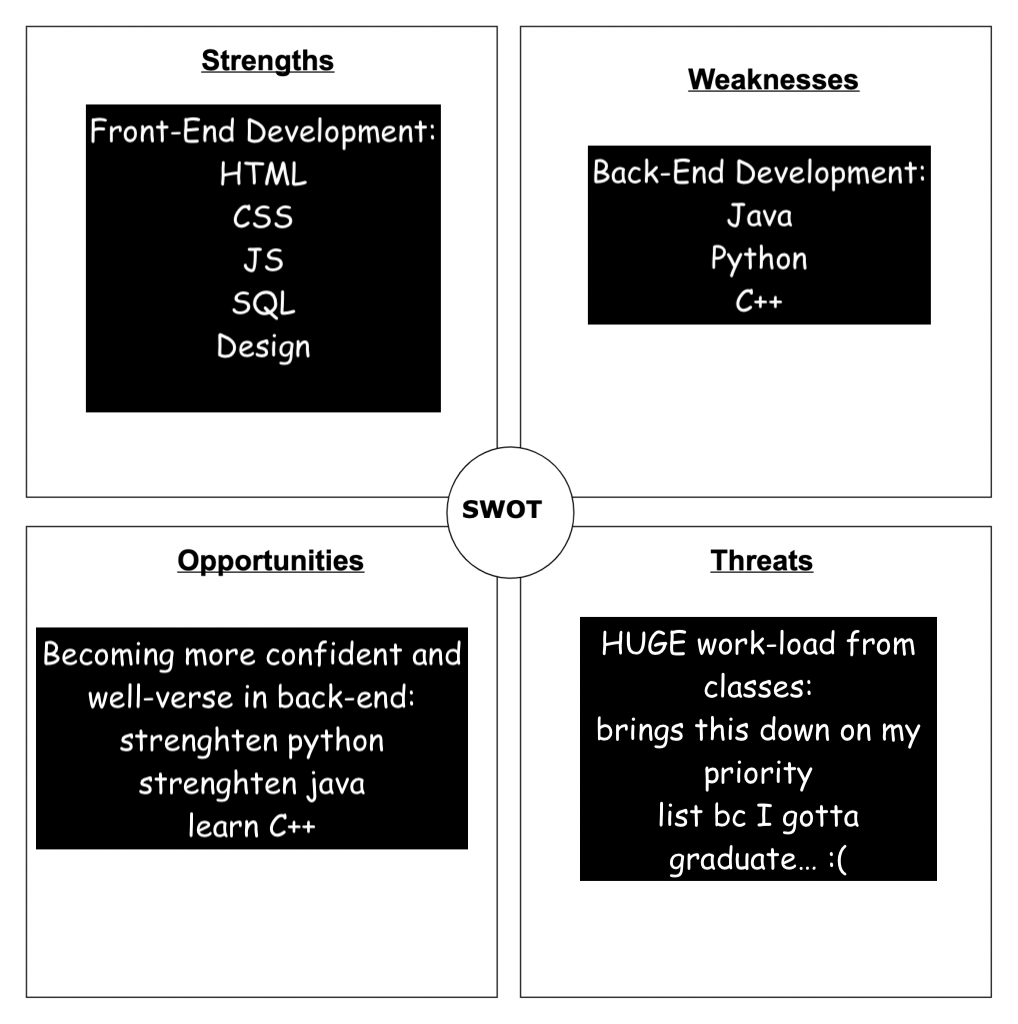 Strengths
Front-End Development:
HTML
CSS
JS
SQL
Design
Weaknesses
Back-End Development:
Java
Python
C++
SWOT
Opportunities
Becoming more confident and
well-verse in back-end:
strenghten python
strenghten java
learn C++
Threats
HUGE work-load from
classes:
brings this down on my
priority
list bc I gotta
graduate... :(